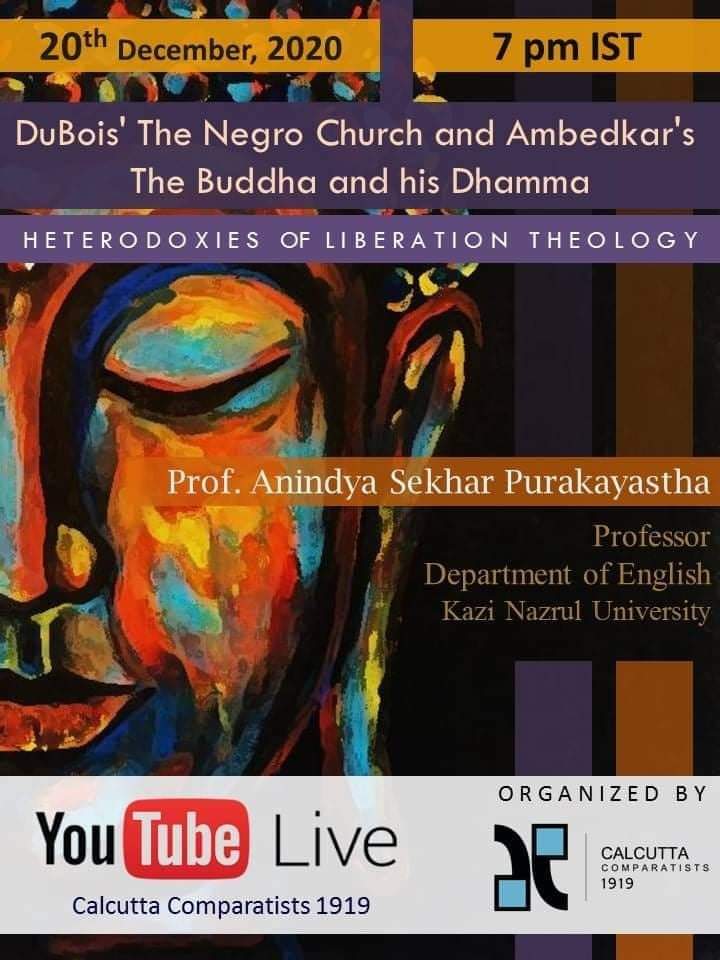 20th December, 2020
7 pm IST
DuBois' The Negro Church and Ambedkar's
The Buddha and his Dhamma
HETERODOXIES OF LIBERATION THEOLOGY
Prof. Anindya Sekhar Purakayastha
Professor
Department of English
Kazi Nazrul University
YouTube Live
Calcutta Comparatists 1919
ORGANIZED BY
CALCUTTA
COMPARATISTS
1919